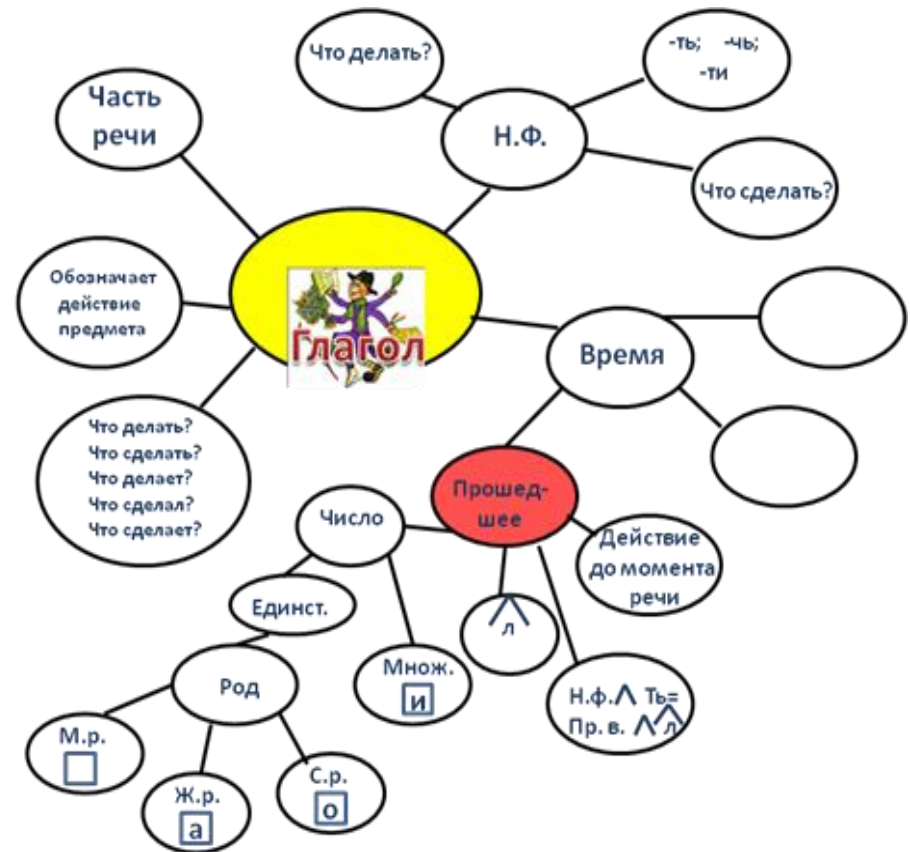 Что делать?
-ть; -чь;
-ти
Часть
речи
Н.Ф.
Что сделать?
Обозначает
действие
предмета
Глагол
Время
Что делать?
Что сделать?
Что делает?
Что сделал?
Что сделает?
Прошед-
шее
Число
Действие
до момента
речи
Единст.
л
Множ.
и
Род
Н.ф. Ть=
Пр. в. л
М.р.
Ж.р.
а
С.р.
о